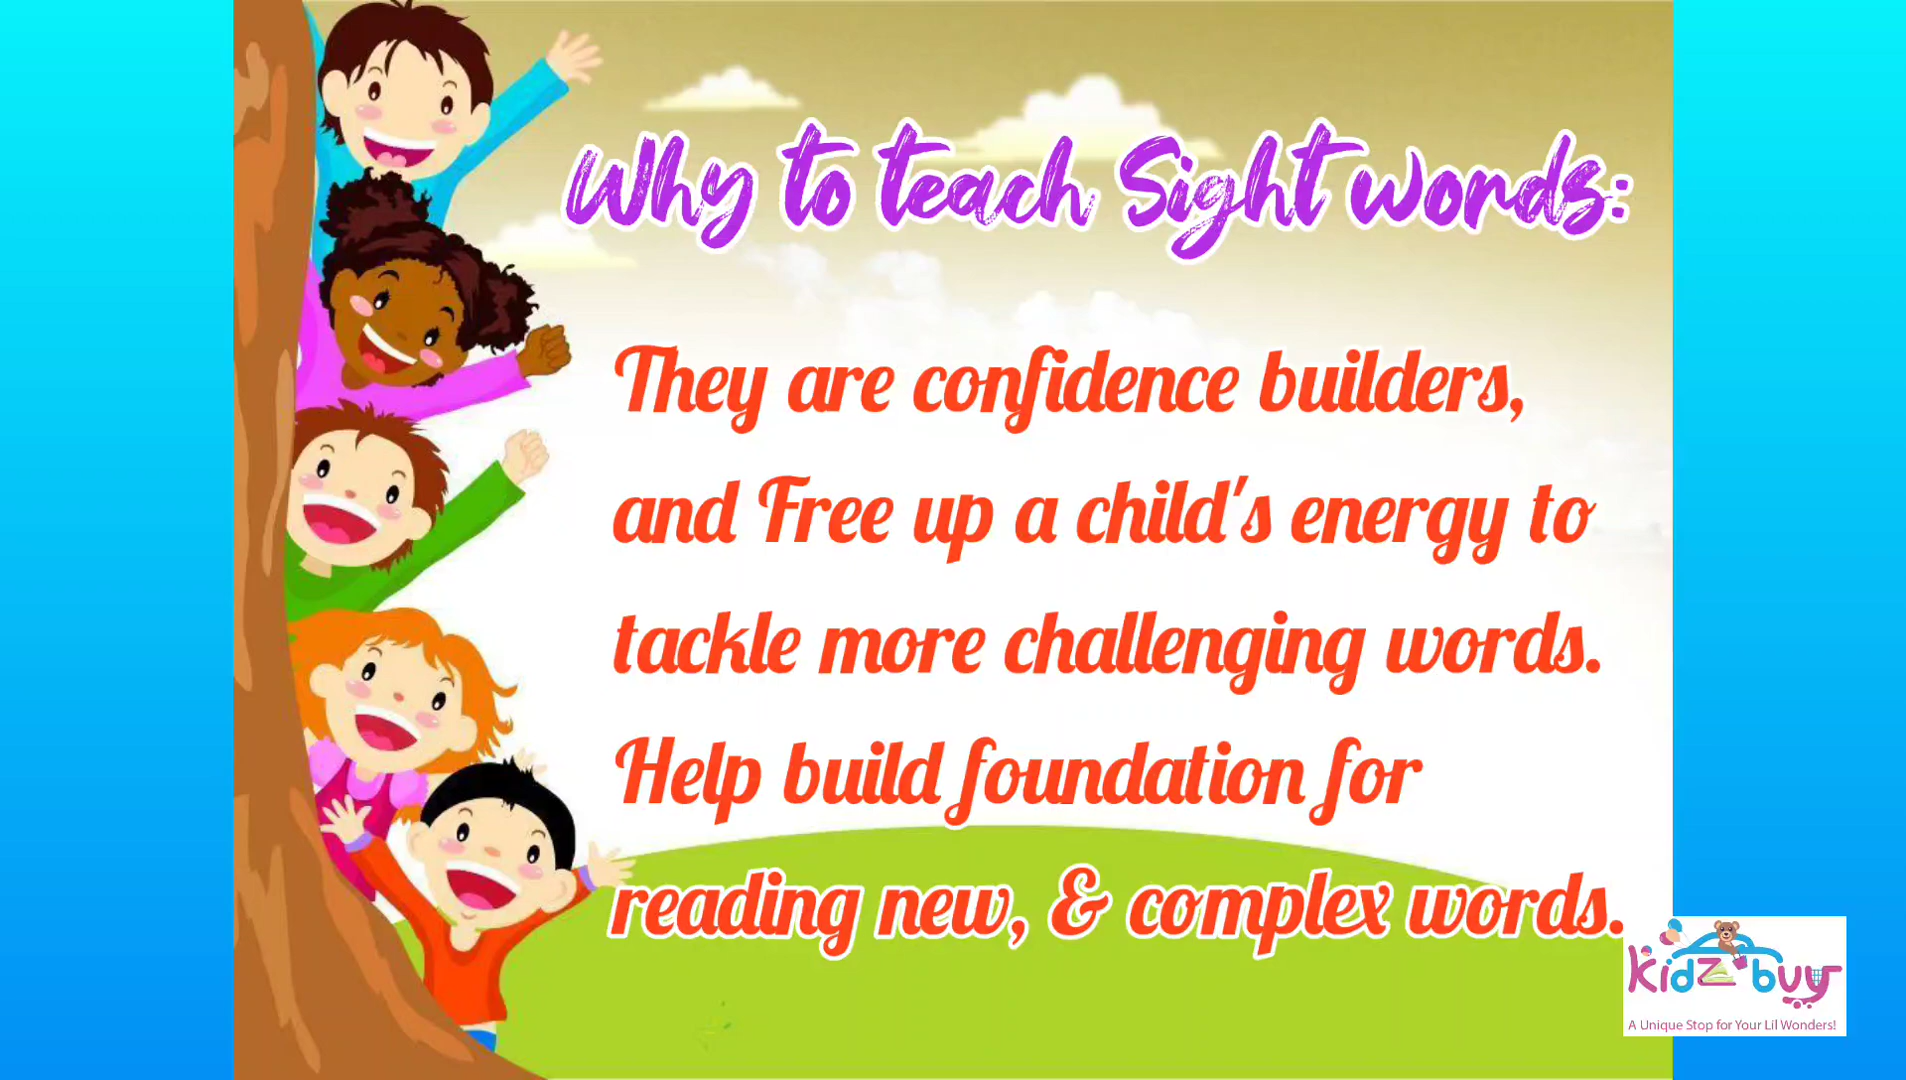 Why to teach Sight words:
They are confidence builders,
and Free up a child's energy to
tackle more challenging words.
Help build foundation for
reading new, & complex words.
kidz buy
A Unique Stop for Your Lil Wonders!